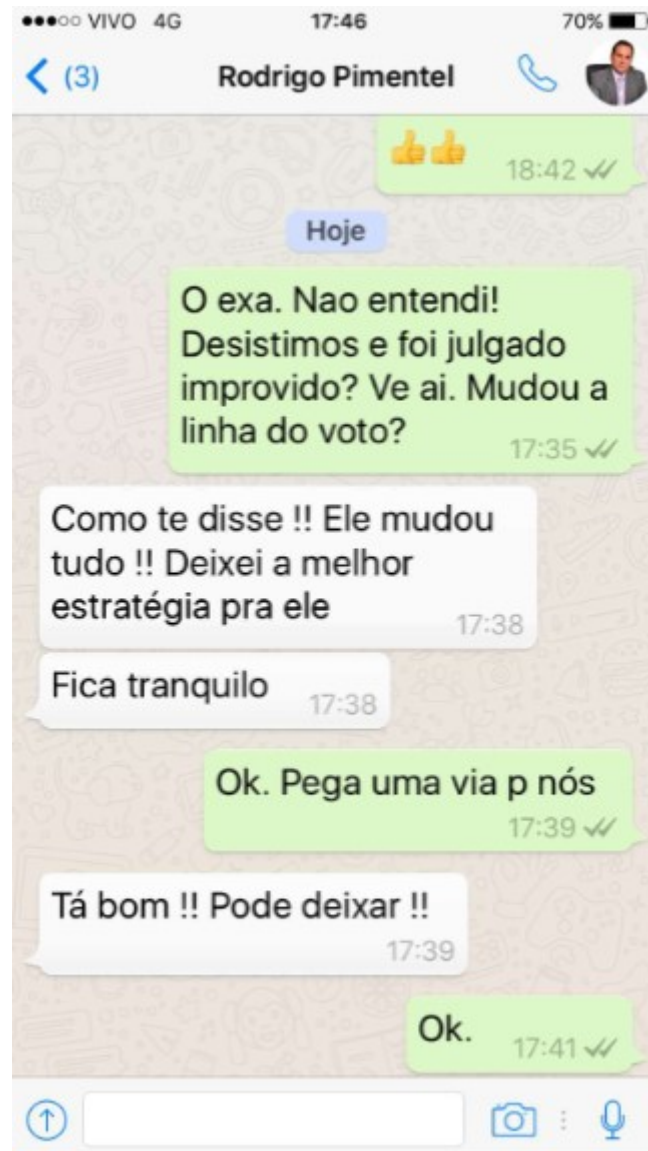 VIVO 4G 17:46 70%
(3) Rodrigo Pimentel
👍👍 18:42
Hoje
O exa. Nao entendi!
Desistimos e foi julgado
improvido? Ve ai. Mudou a
linha do voto? 17:35
Como te disse !! Ele mudou
tudo !! Deixei a melhor
estratégia pra ele 17:38
Fica tranquilo 17:38
Ok. Pega uma via p nós
17:39
Tá bom !! Pode deixar !!
17:39
Ok. 17:41